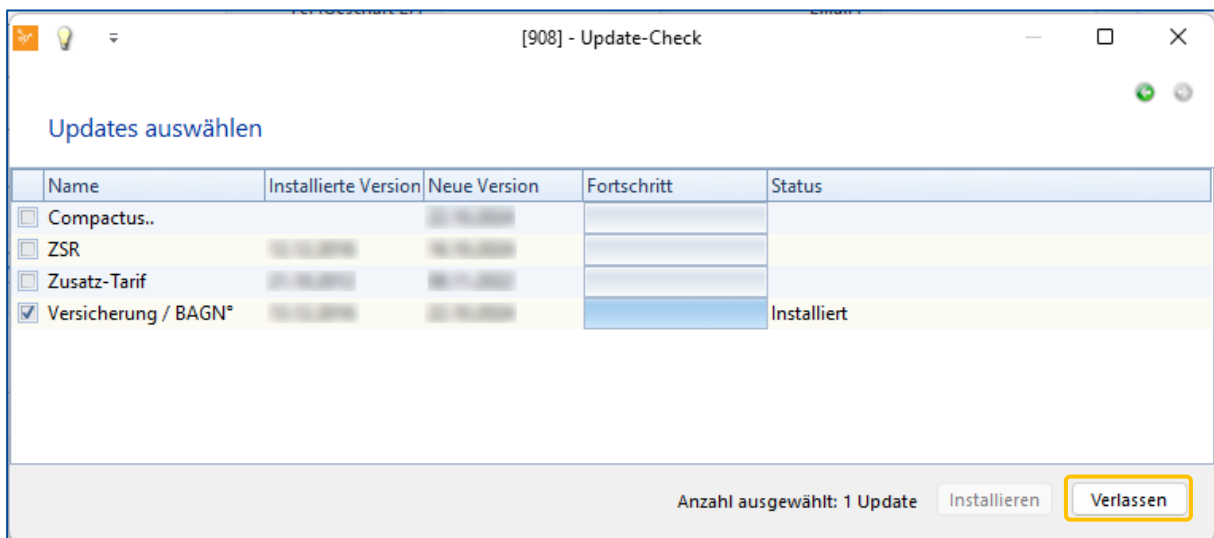 [908] - Update-Check
Updates auswählen
Name Installierte Version Neue Version Fortschritt Status
Compactus..
ZSR
Zusatz-Tarif
Versicherung / BAGN° Installiert
Anzahl ausgewählt: 1 Update Installieren Verlassen